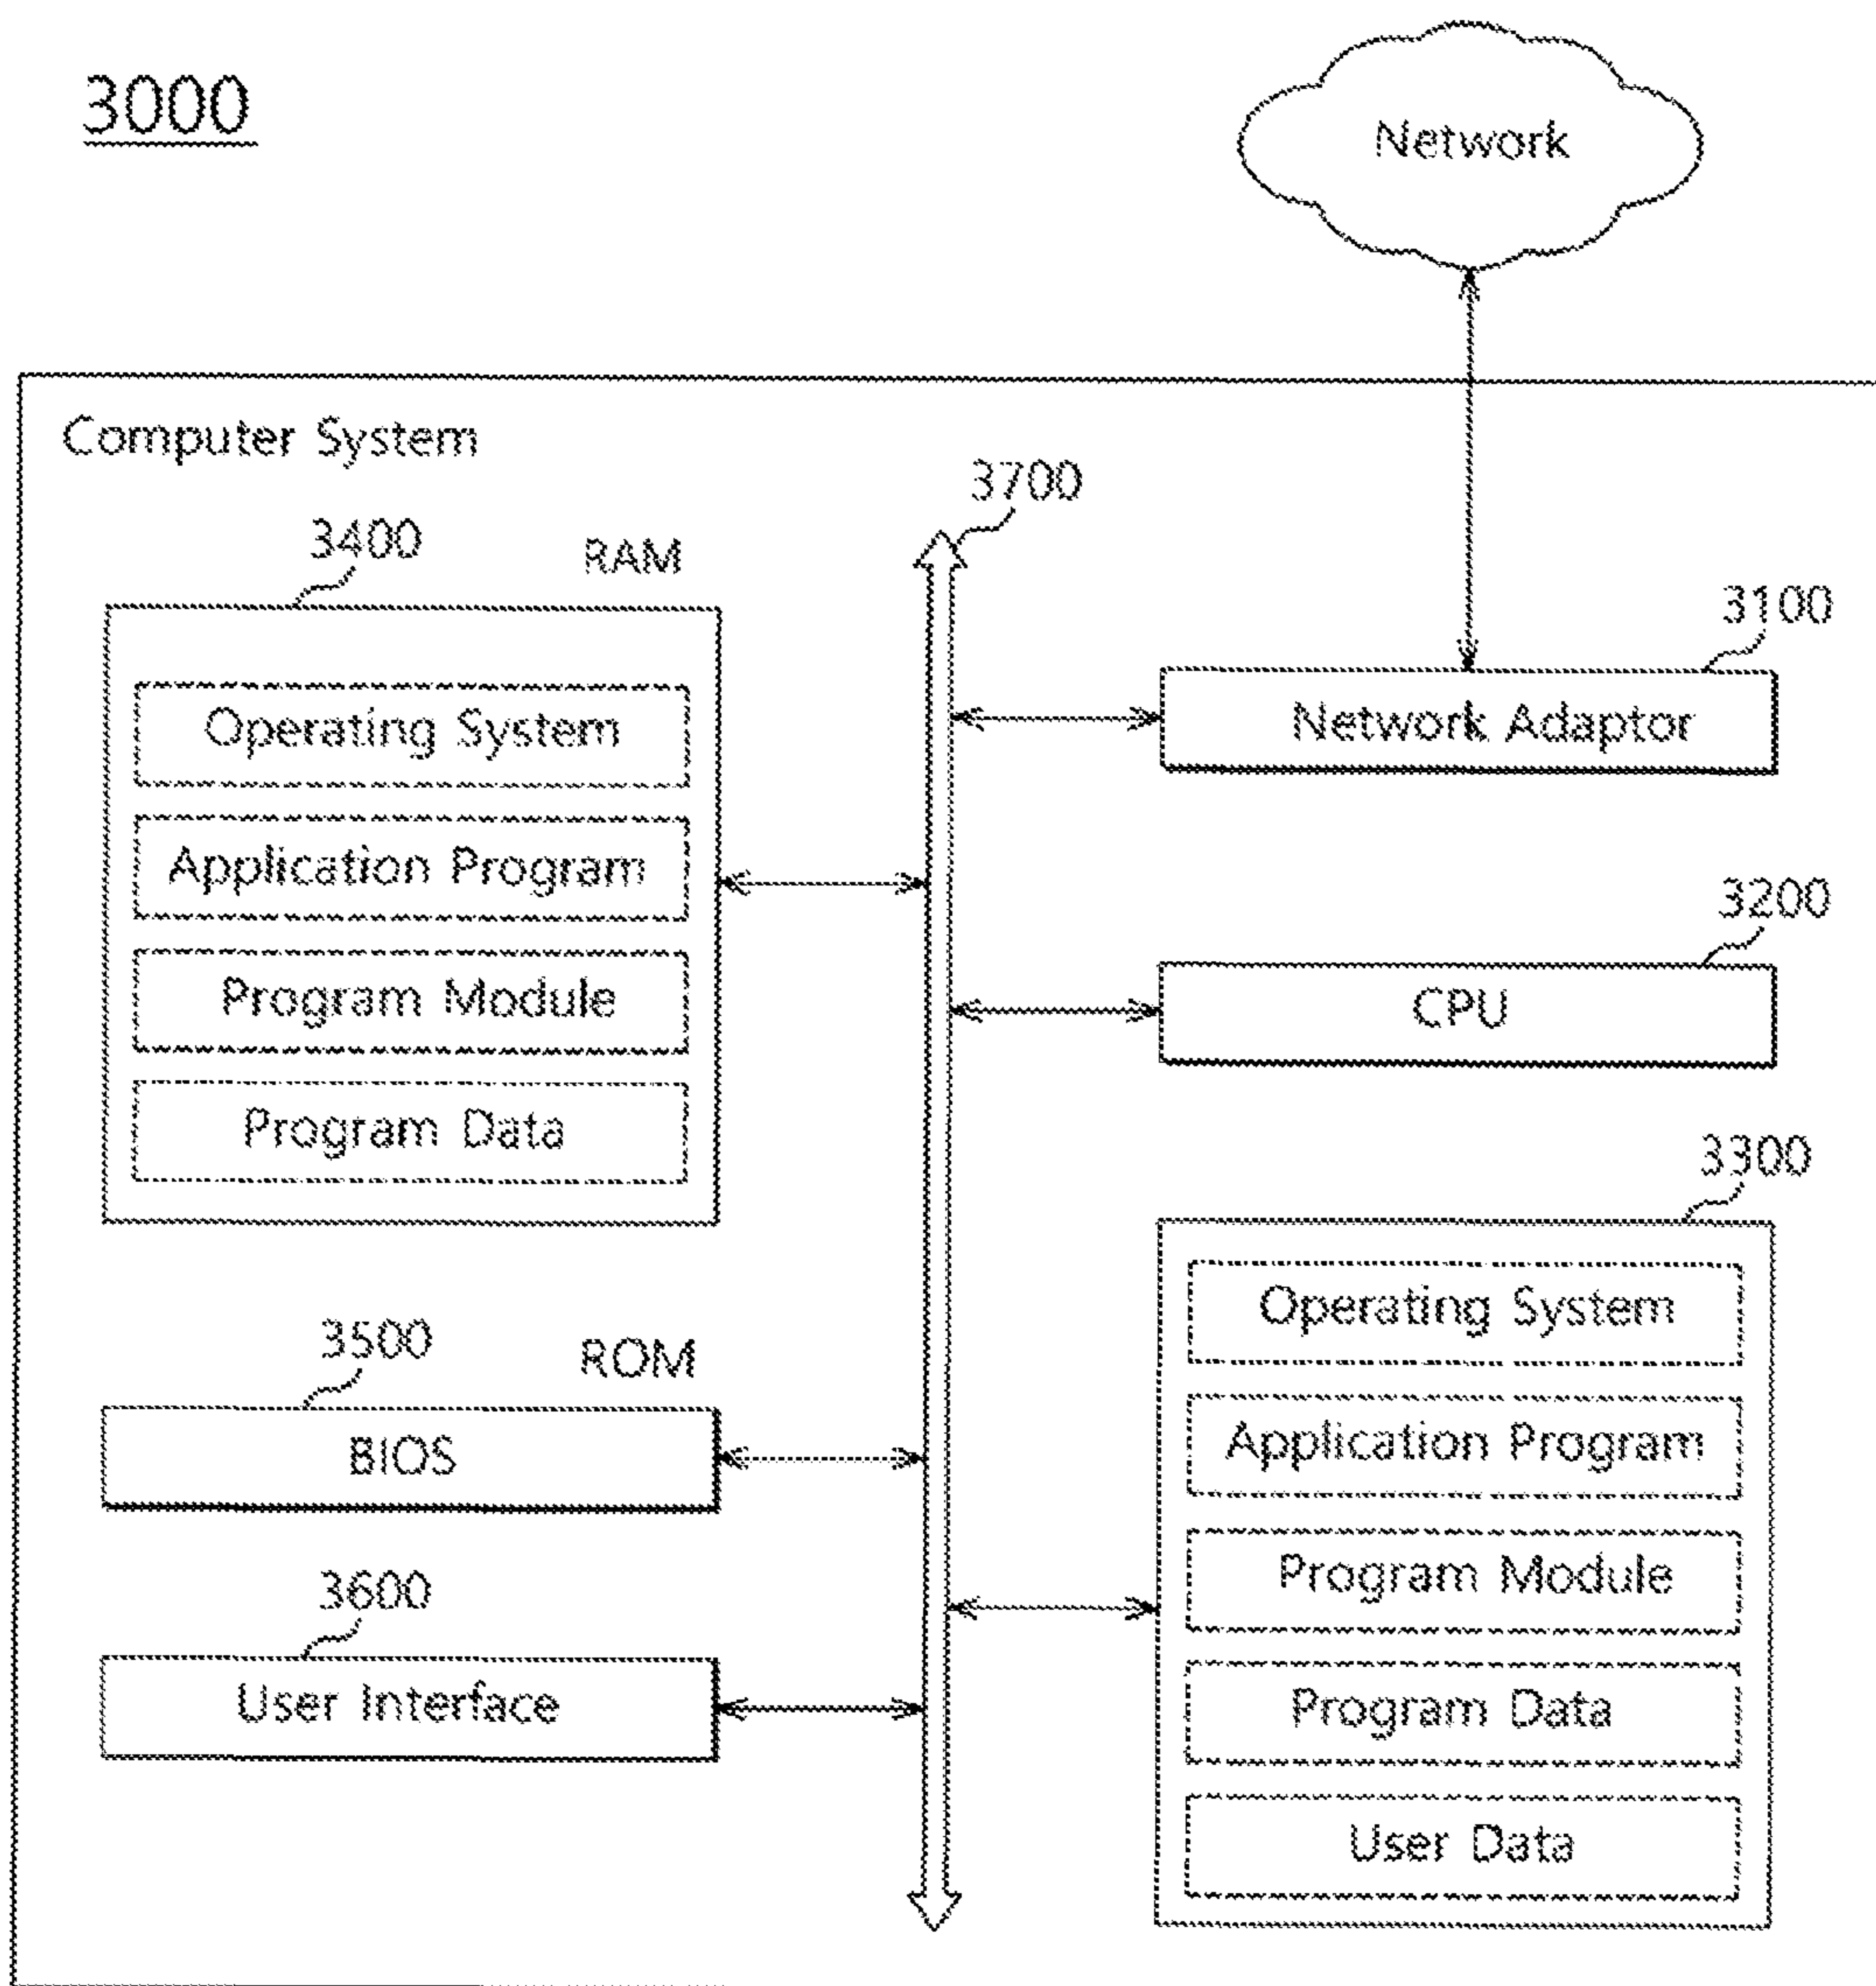 3000
Network
Computer System
3700
3400
RAM
Operating System
Application Program
Program Module
Program Data
3100
Network Adaptor
3200
CPU
3300
Operating System
Application Program
Program Module
Program Data
User Data
3500
ROM
BIOS
3600
User Interface